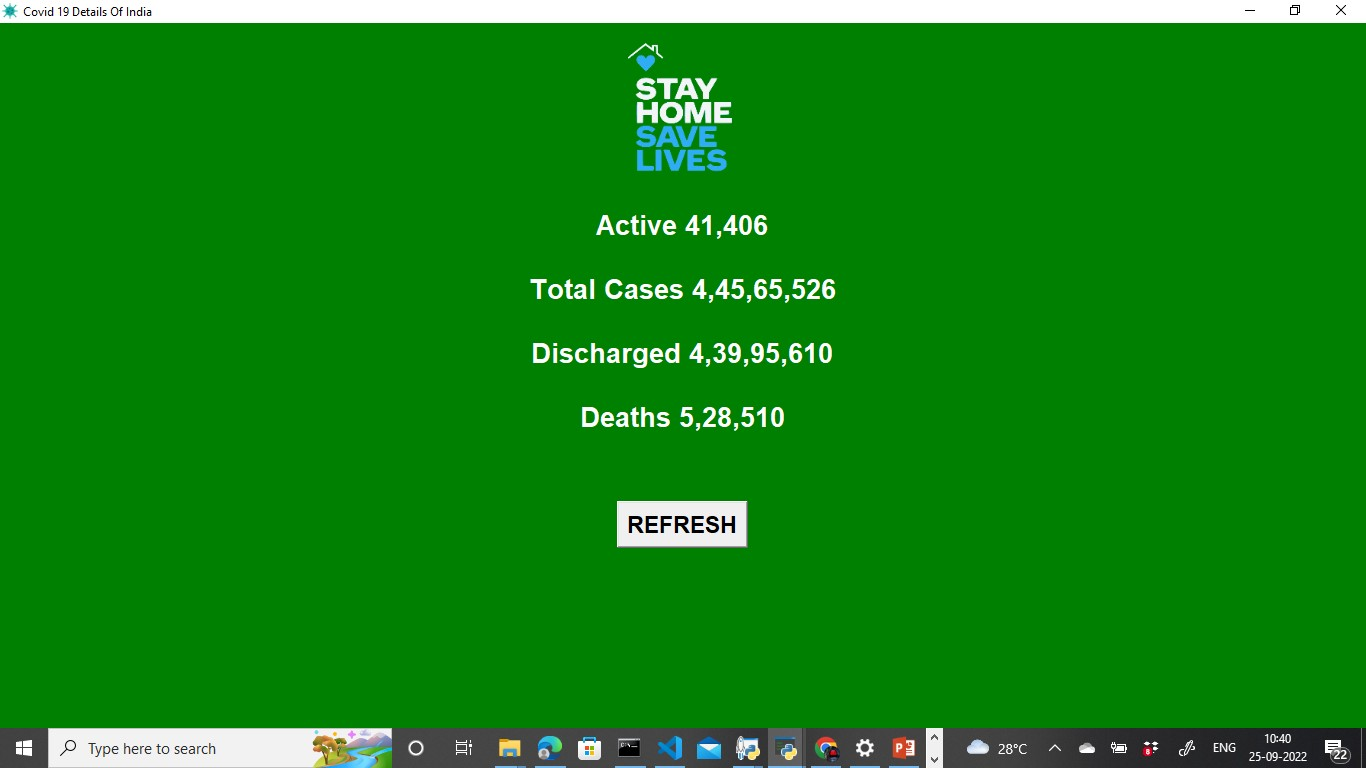 Covid 19 Details Of India
STAY
HOME
SAVE
LIVES
Active 41,406
Total Cases 4,45,65,526
Discharged 4,39,95,610
Deaths 5,28,510
REFRESH
Type here to search
28°C
ENG
10:40
25-09-2022
22